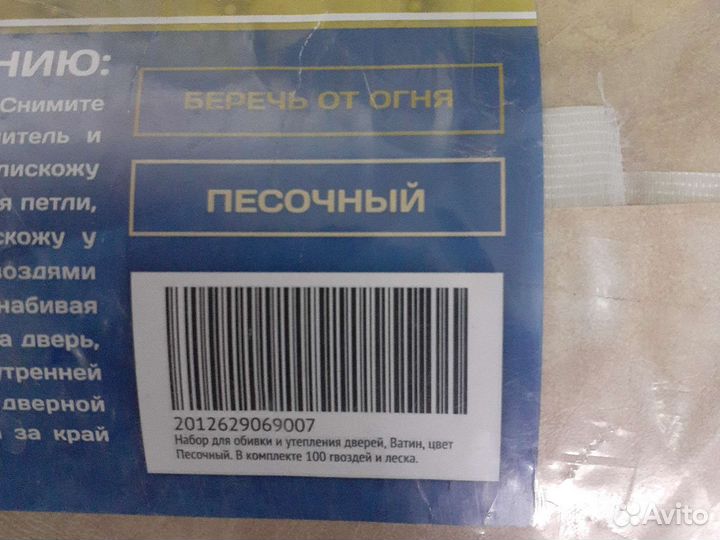 НИЮ:
Снимите
питель и
лискожу
я петли,
скожу у
воздями
набивая
а дверь,
утренней
дверной
за край
БЕРЕЧЬ ОТ ОГНЯ
ПЕСОЧНЫЙ
2012629069007
Набор для обивки и утепления дверей, Ватин, цвет
Песочный. В комплекте 100 гвоздей и леска.
Avito